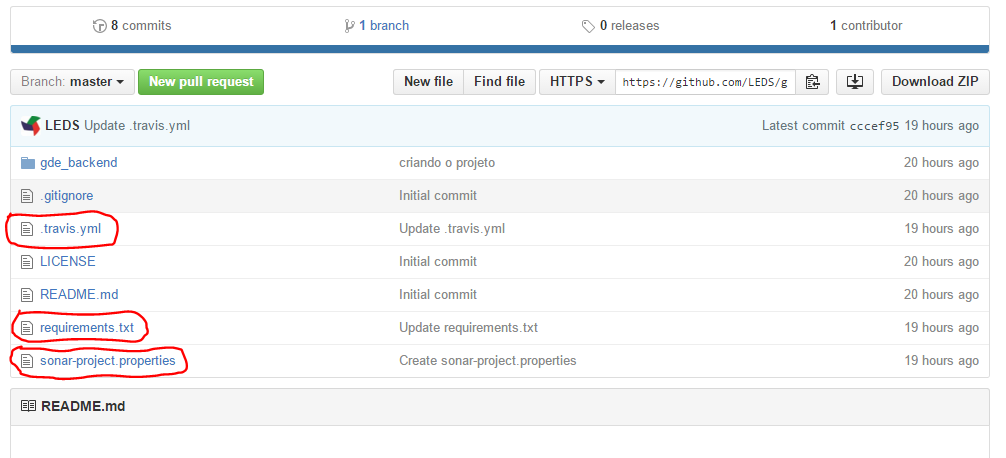 8 commits 1 branch 0 releases 1 contributor
Branch: master New pull request New file Find file HTTPS https://github.com/LEDS/g Download ZIP
LEDS Update .travis.yml Latest commit cccef95 19 hours ago
gde_backend criando o projeto 20 hours ago
.gitignore Initial commit 20 hours ago
.travis.yml Update .travis.yml 19 hours ago
LICENSE Initial commit 20 hours ago
README.md Initial commit 20 hours ago
requirements.txt Update requirements.txt 19 hours ago
sonar-project.properties Create sonar-project.properties 19 hours ago
README.md